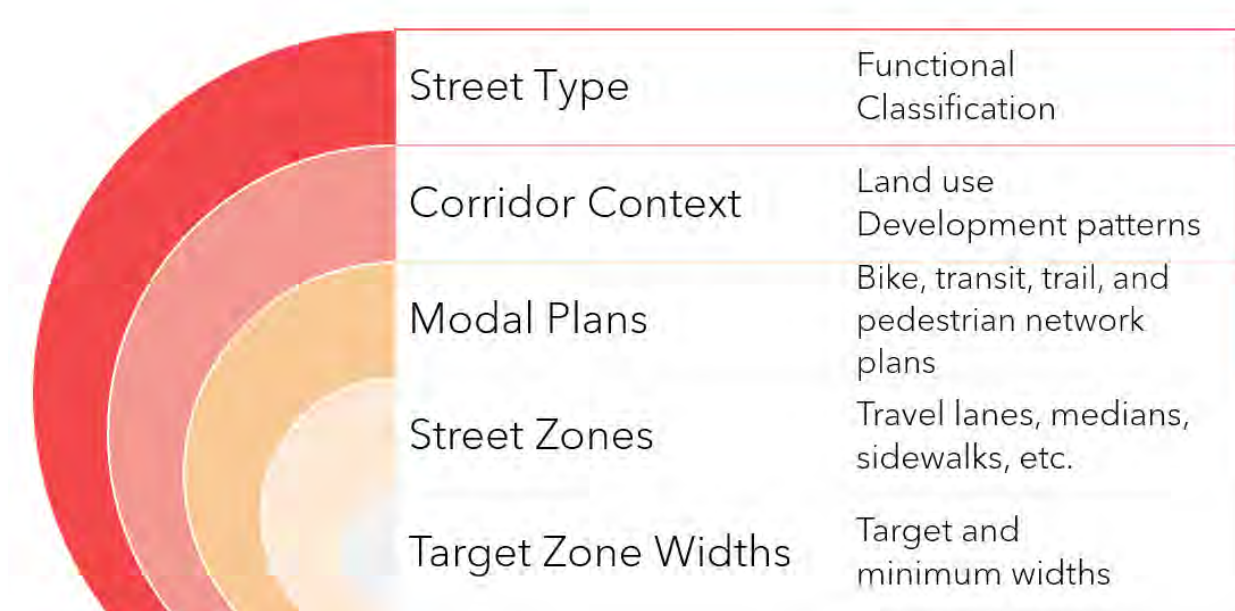 Street Type
Functional
Classification
Corridor Context
Land use
Development patterns
Modal Plans
Bike, transit, trail, and
pedestrian network
plans
Street Zones
Travel lanes, medians,
sidewalks, etc.
Target Zone Widths
Target and
minimum widths